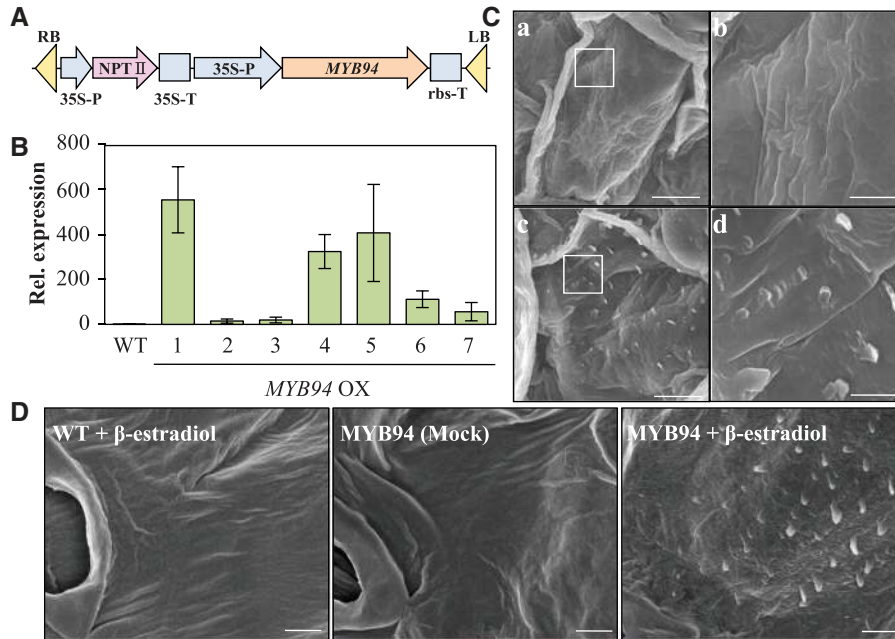 A
RB
LB
NPT II
35S-P
MYB94
35S-P
35S-T
rbs-T
B
Rel. expression
800
600
400
200
0
WT
1
2
3
4
5
6
7
MYB94 OX
C
a
b
c
d
D
WT + β-estradiol
MYB94 (Mock)
MYB94 + β-estradiol